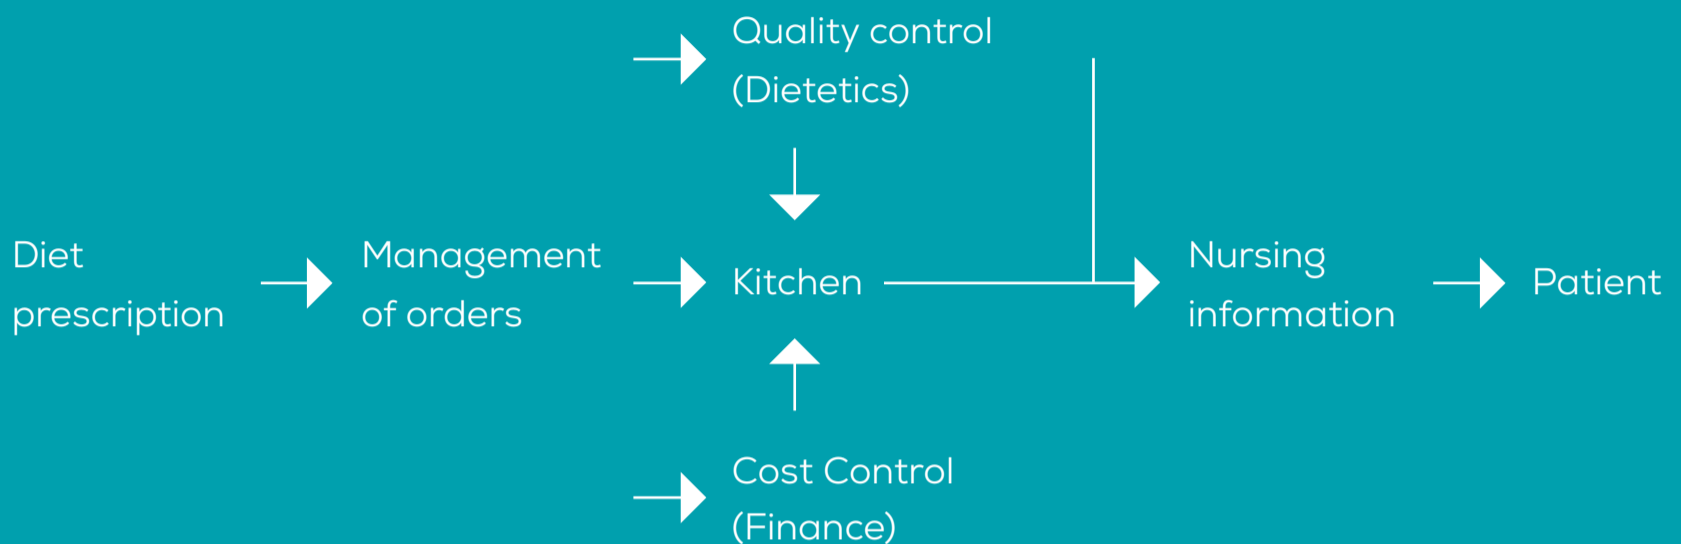 Quality control
(Dietetics)
Diet
prescription
Management
of orders
Kitchen
Nursing
information
Patient
Cost Control
(Finance)